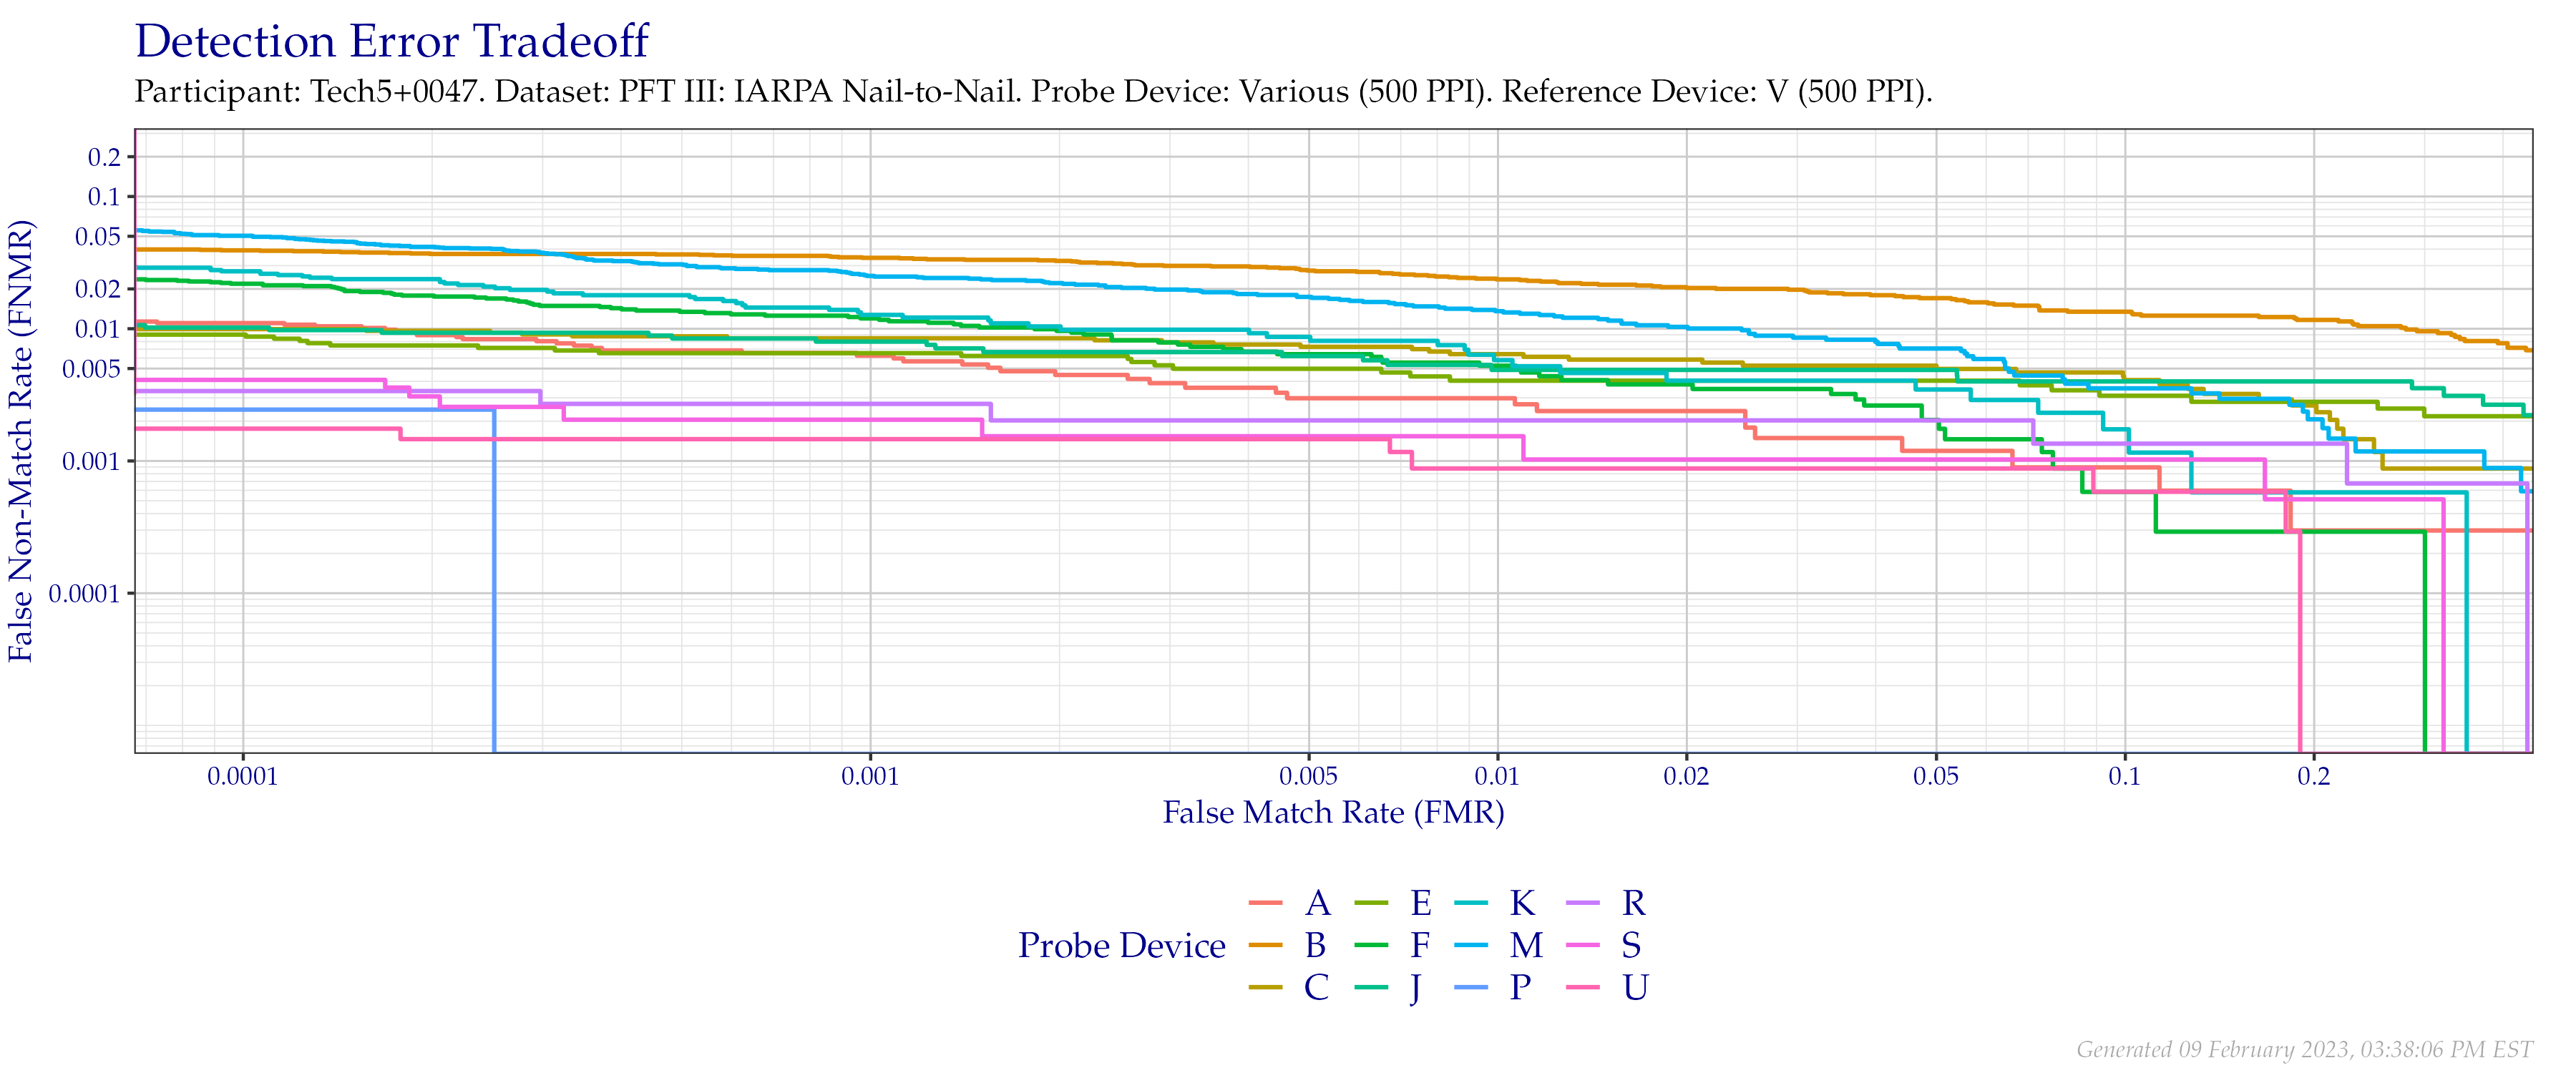 Detection Error Tradeoff
Participant: Tech5+0047. Dataset: PFT III: IARPA Nail-to-Nail. Probe Device: Various (500 PPI). Reference Device: V (500 PPI).
False Non-Match Rate (FNMR)
0.2
0.1
0.05
0.02
0.01
0.005
0.001
0.0001
0.0001 0.001 0.005 0.01 0.02 0.05 0.1 0.2
False Match Rate (FMR)
Probe Device
A E K R
B F M S
C J P U
Generated 09 February 2023, 03:38:06 PM EST